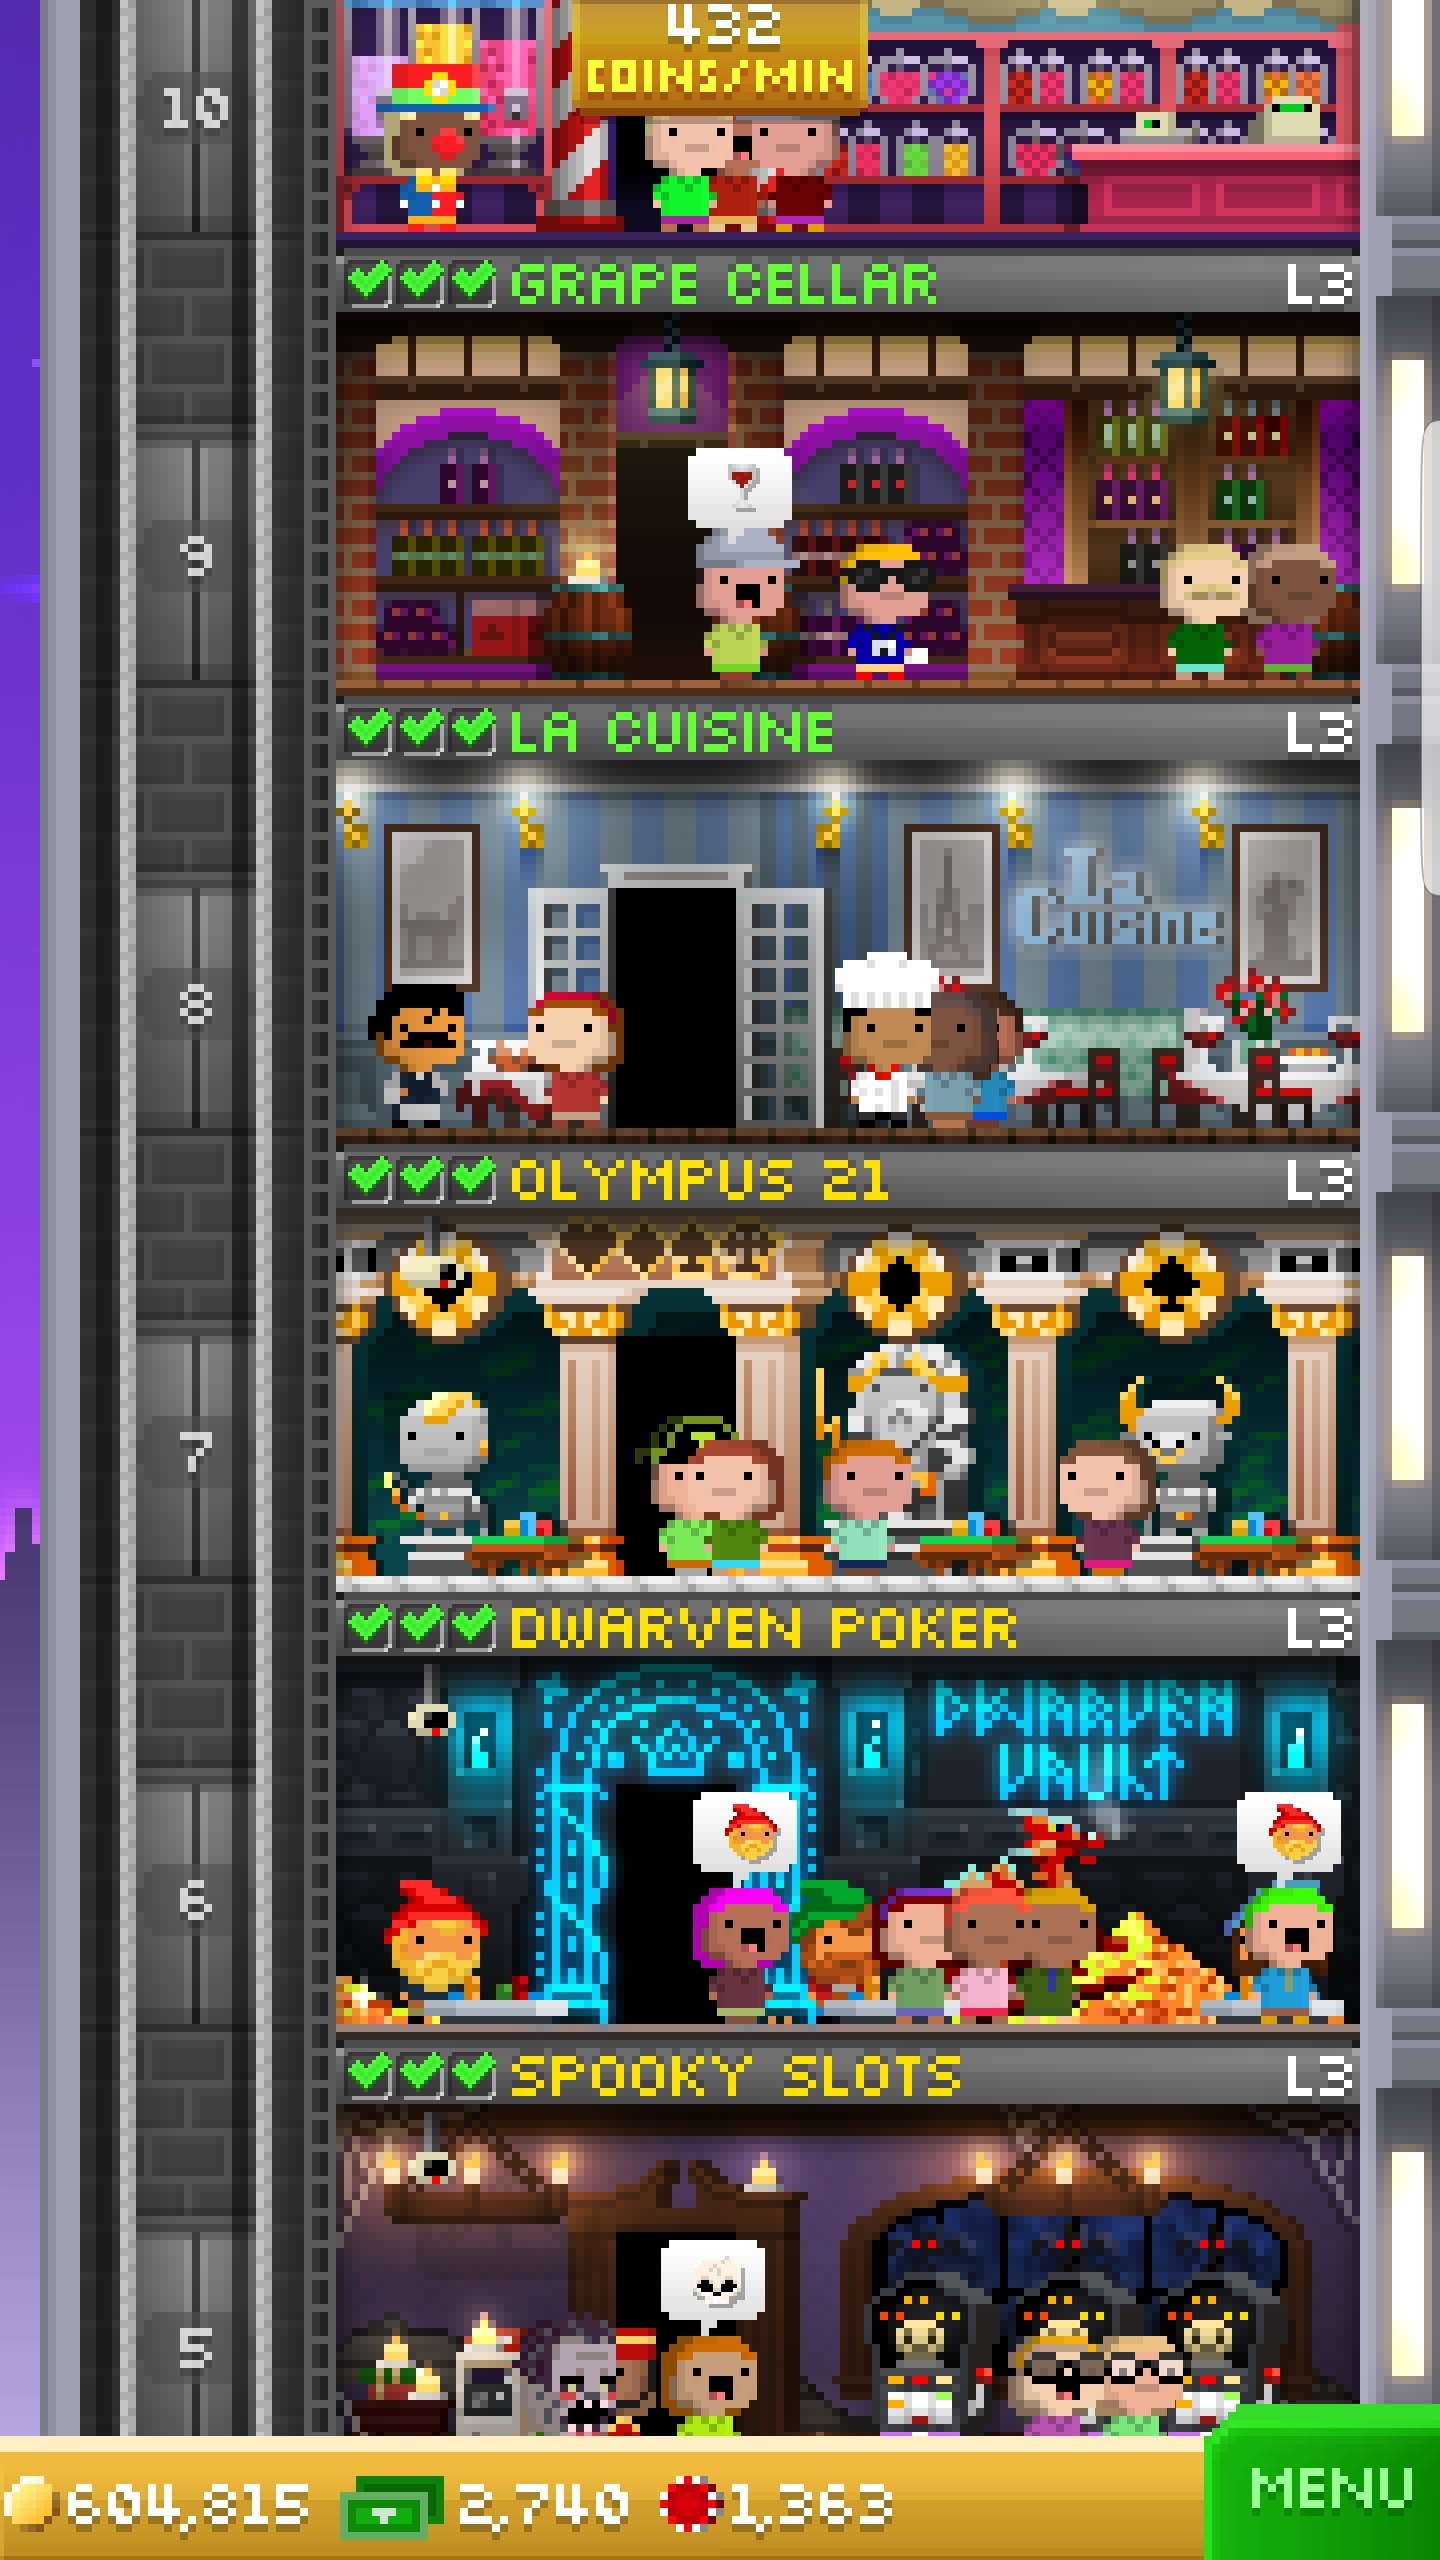 432
COINS/MIN
10
GRAPE CELLAR L3
9
LA CUISINE L3
La
Cuisine
8
OLYMPUS 21 L3
7
DWARVEN POKER L3
DWARVEN
VAULT
6
SPOOKY SLOTS L3
5
604,815 2,740 1,363 MENU